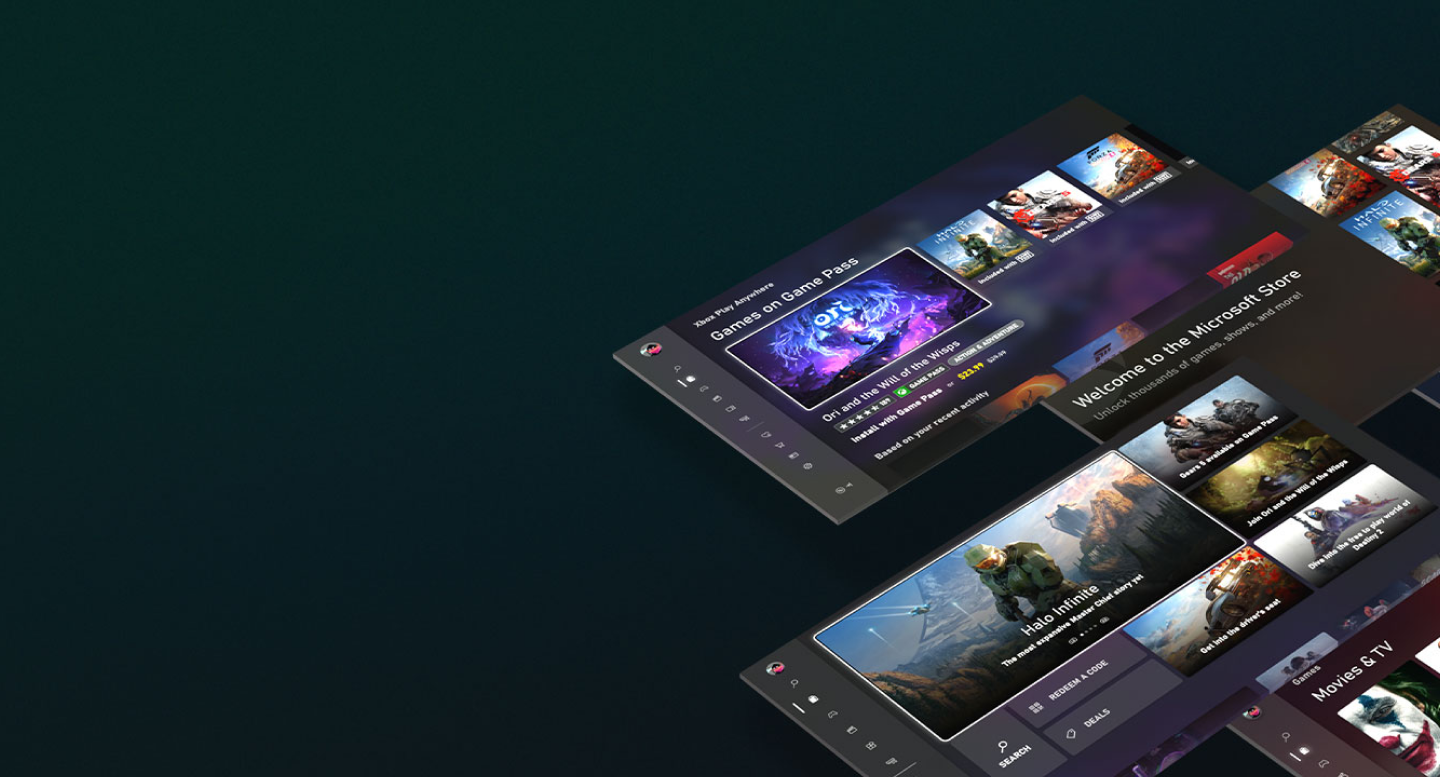 Xbox Play Anywhere
Games on Game Pass
ori
Ori and the Will of the Wisps
★★★★★ 189
GAME PASS
ACTION & ADVENTURE
Install with Game Pass or $23.99 $29.99
Based on your recent activity
HALO
INFINITE
Included with
GEARS
Included with
FORZA
Included with
HALO
INFINITE
Welcome to the Microsoft Store
Unlock thousands of games, shows, and more!
Halo Infinite
The most expansive Master Chief story yet
Gears 5 available on Game Pass
Join Ori and the Will of the Wisps
Dive into the free to play world of
Destiny 2
Get into the driver's seat
REDEEM A CODE
DEALS
SEARCH
Games
Movies & TV